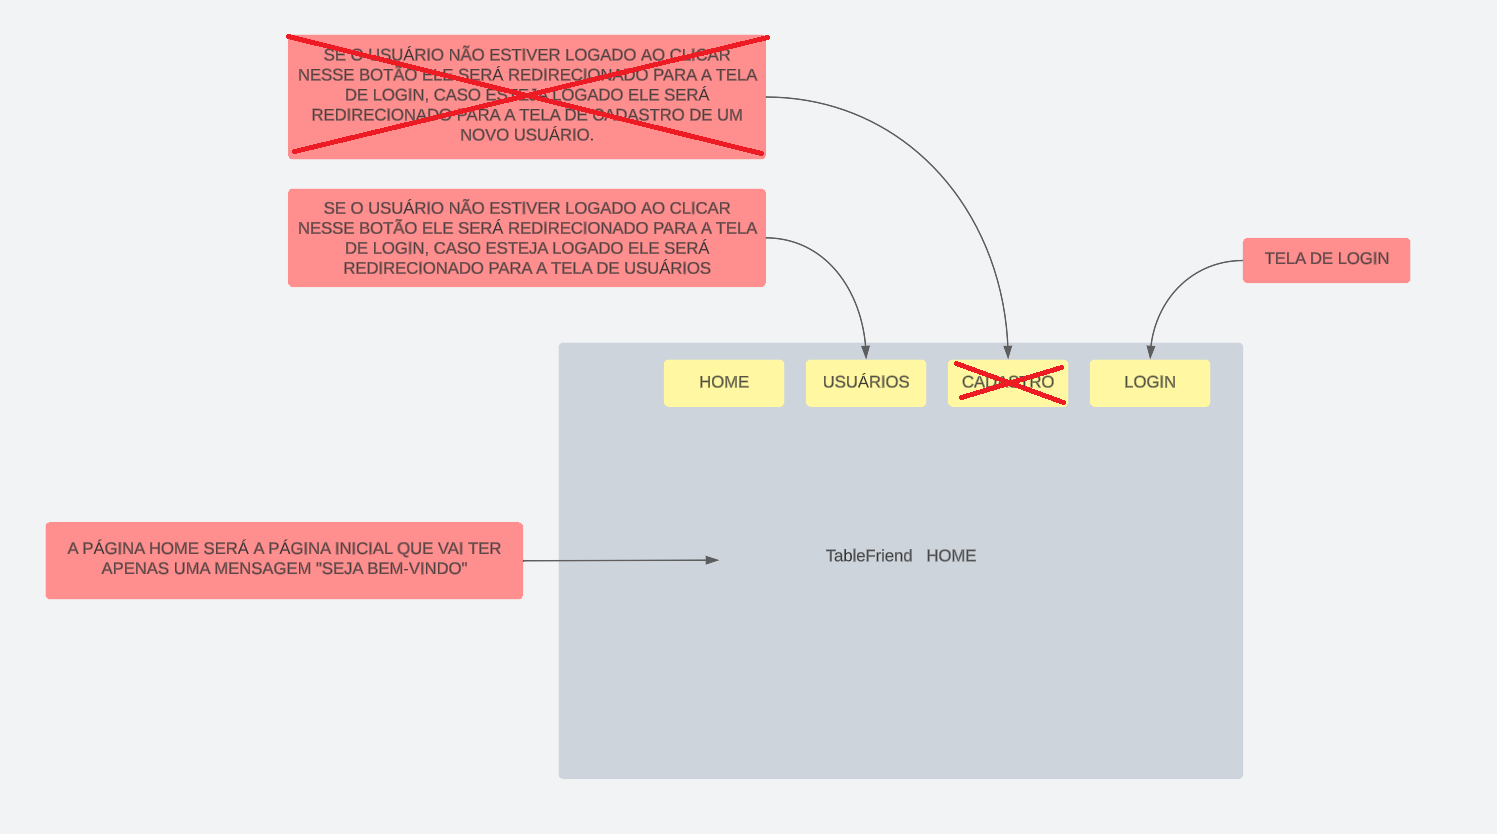 SE O USUÁRIO NÃO ESTIVER LOGADO AO CLICAR
NESSE BOTÃO ELE SERÁ REDIRECIONADO PARA A TELA
DE LOGIN, CASO ESTEJA LOGADO ELE SERÁ
REDIRECIONADO PARA A TELA DE CADASTRO DE UM
NOVO USUÁRIO.
SE O USUÁRIO NÃO ESTIVER LOGADO AO CLICAR
NESSE BOTÃO ELE SERÁ REDIRECIONADO PARA A TELA
DE LOGIN, CASO ESTEJA LOGADO ELE SERÁ
REDIRECIONADO PARA A TELA DE USUÁRIOS
TELA DE LOGIN
HOME
USUÁRIOS
CADASTRO
LOGIN
A PÁGINA HOME SERÁ A PÁGINA INICIAL QUE VAI TER
APENAS UMA MENSAGEM "SEJA BEM-VINDO"
TableFriend HOME